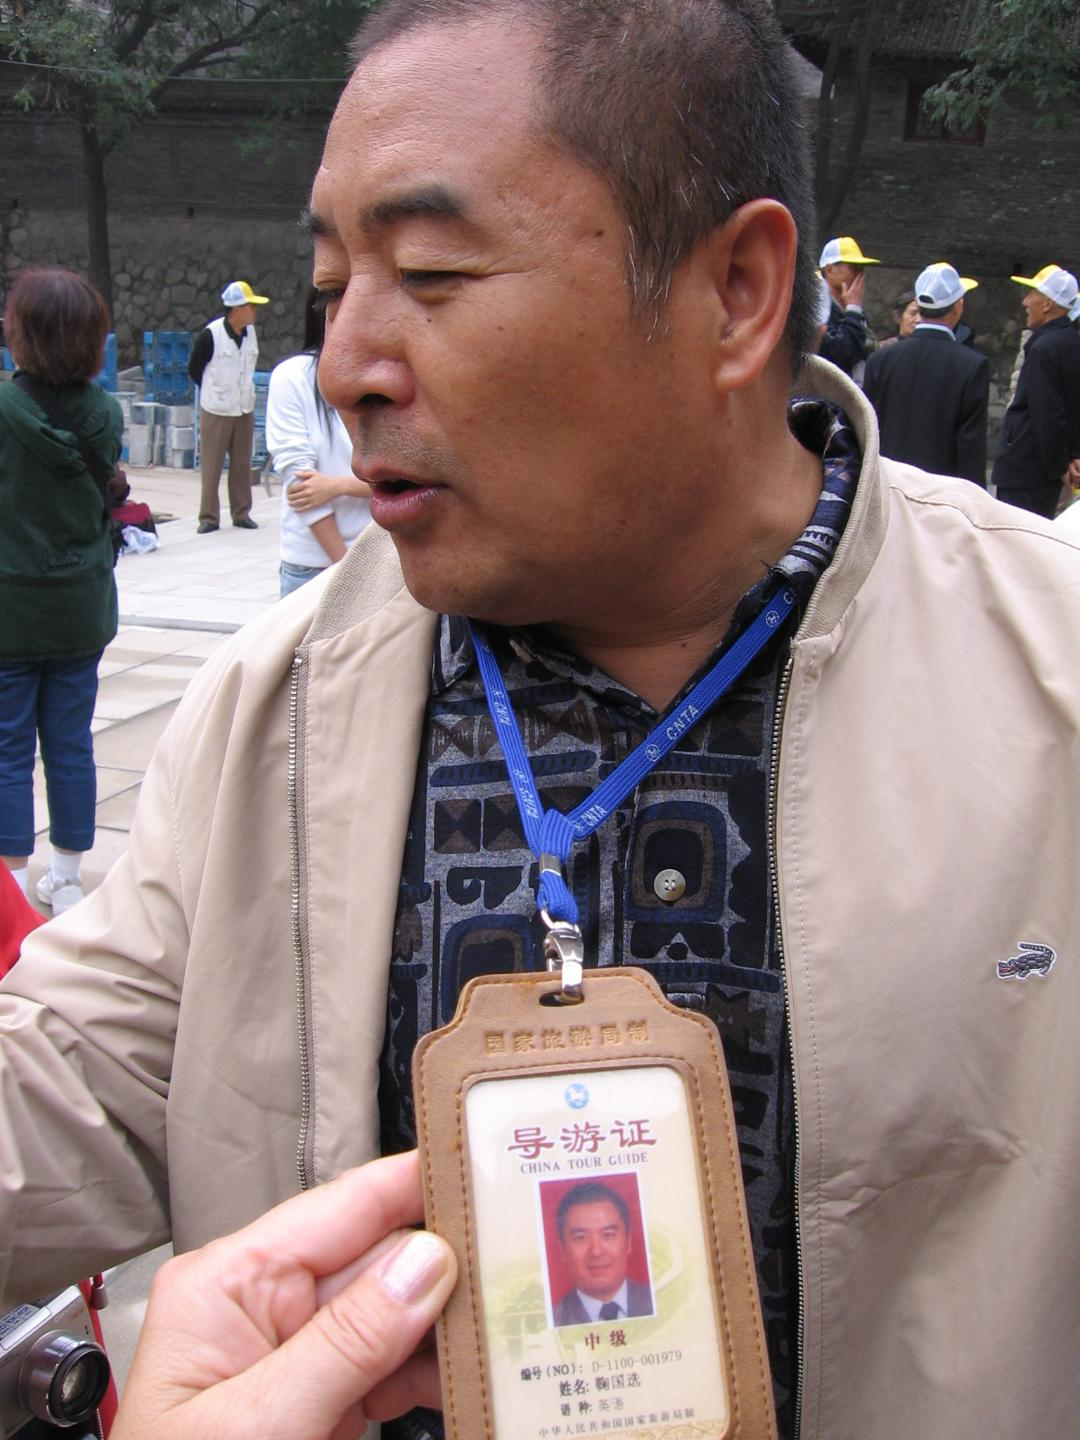 CNTA
CNTA
CNTA
国家旅游局制
导游证
CHINA TOUR GUIDE
中级
编号(NO): D-1100-001979
姓名: 鞠国选
语种: 英语
中华人民共和国国家旅游局制